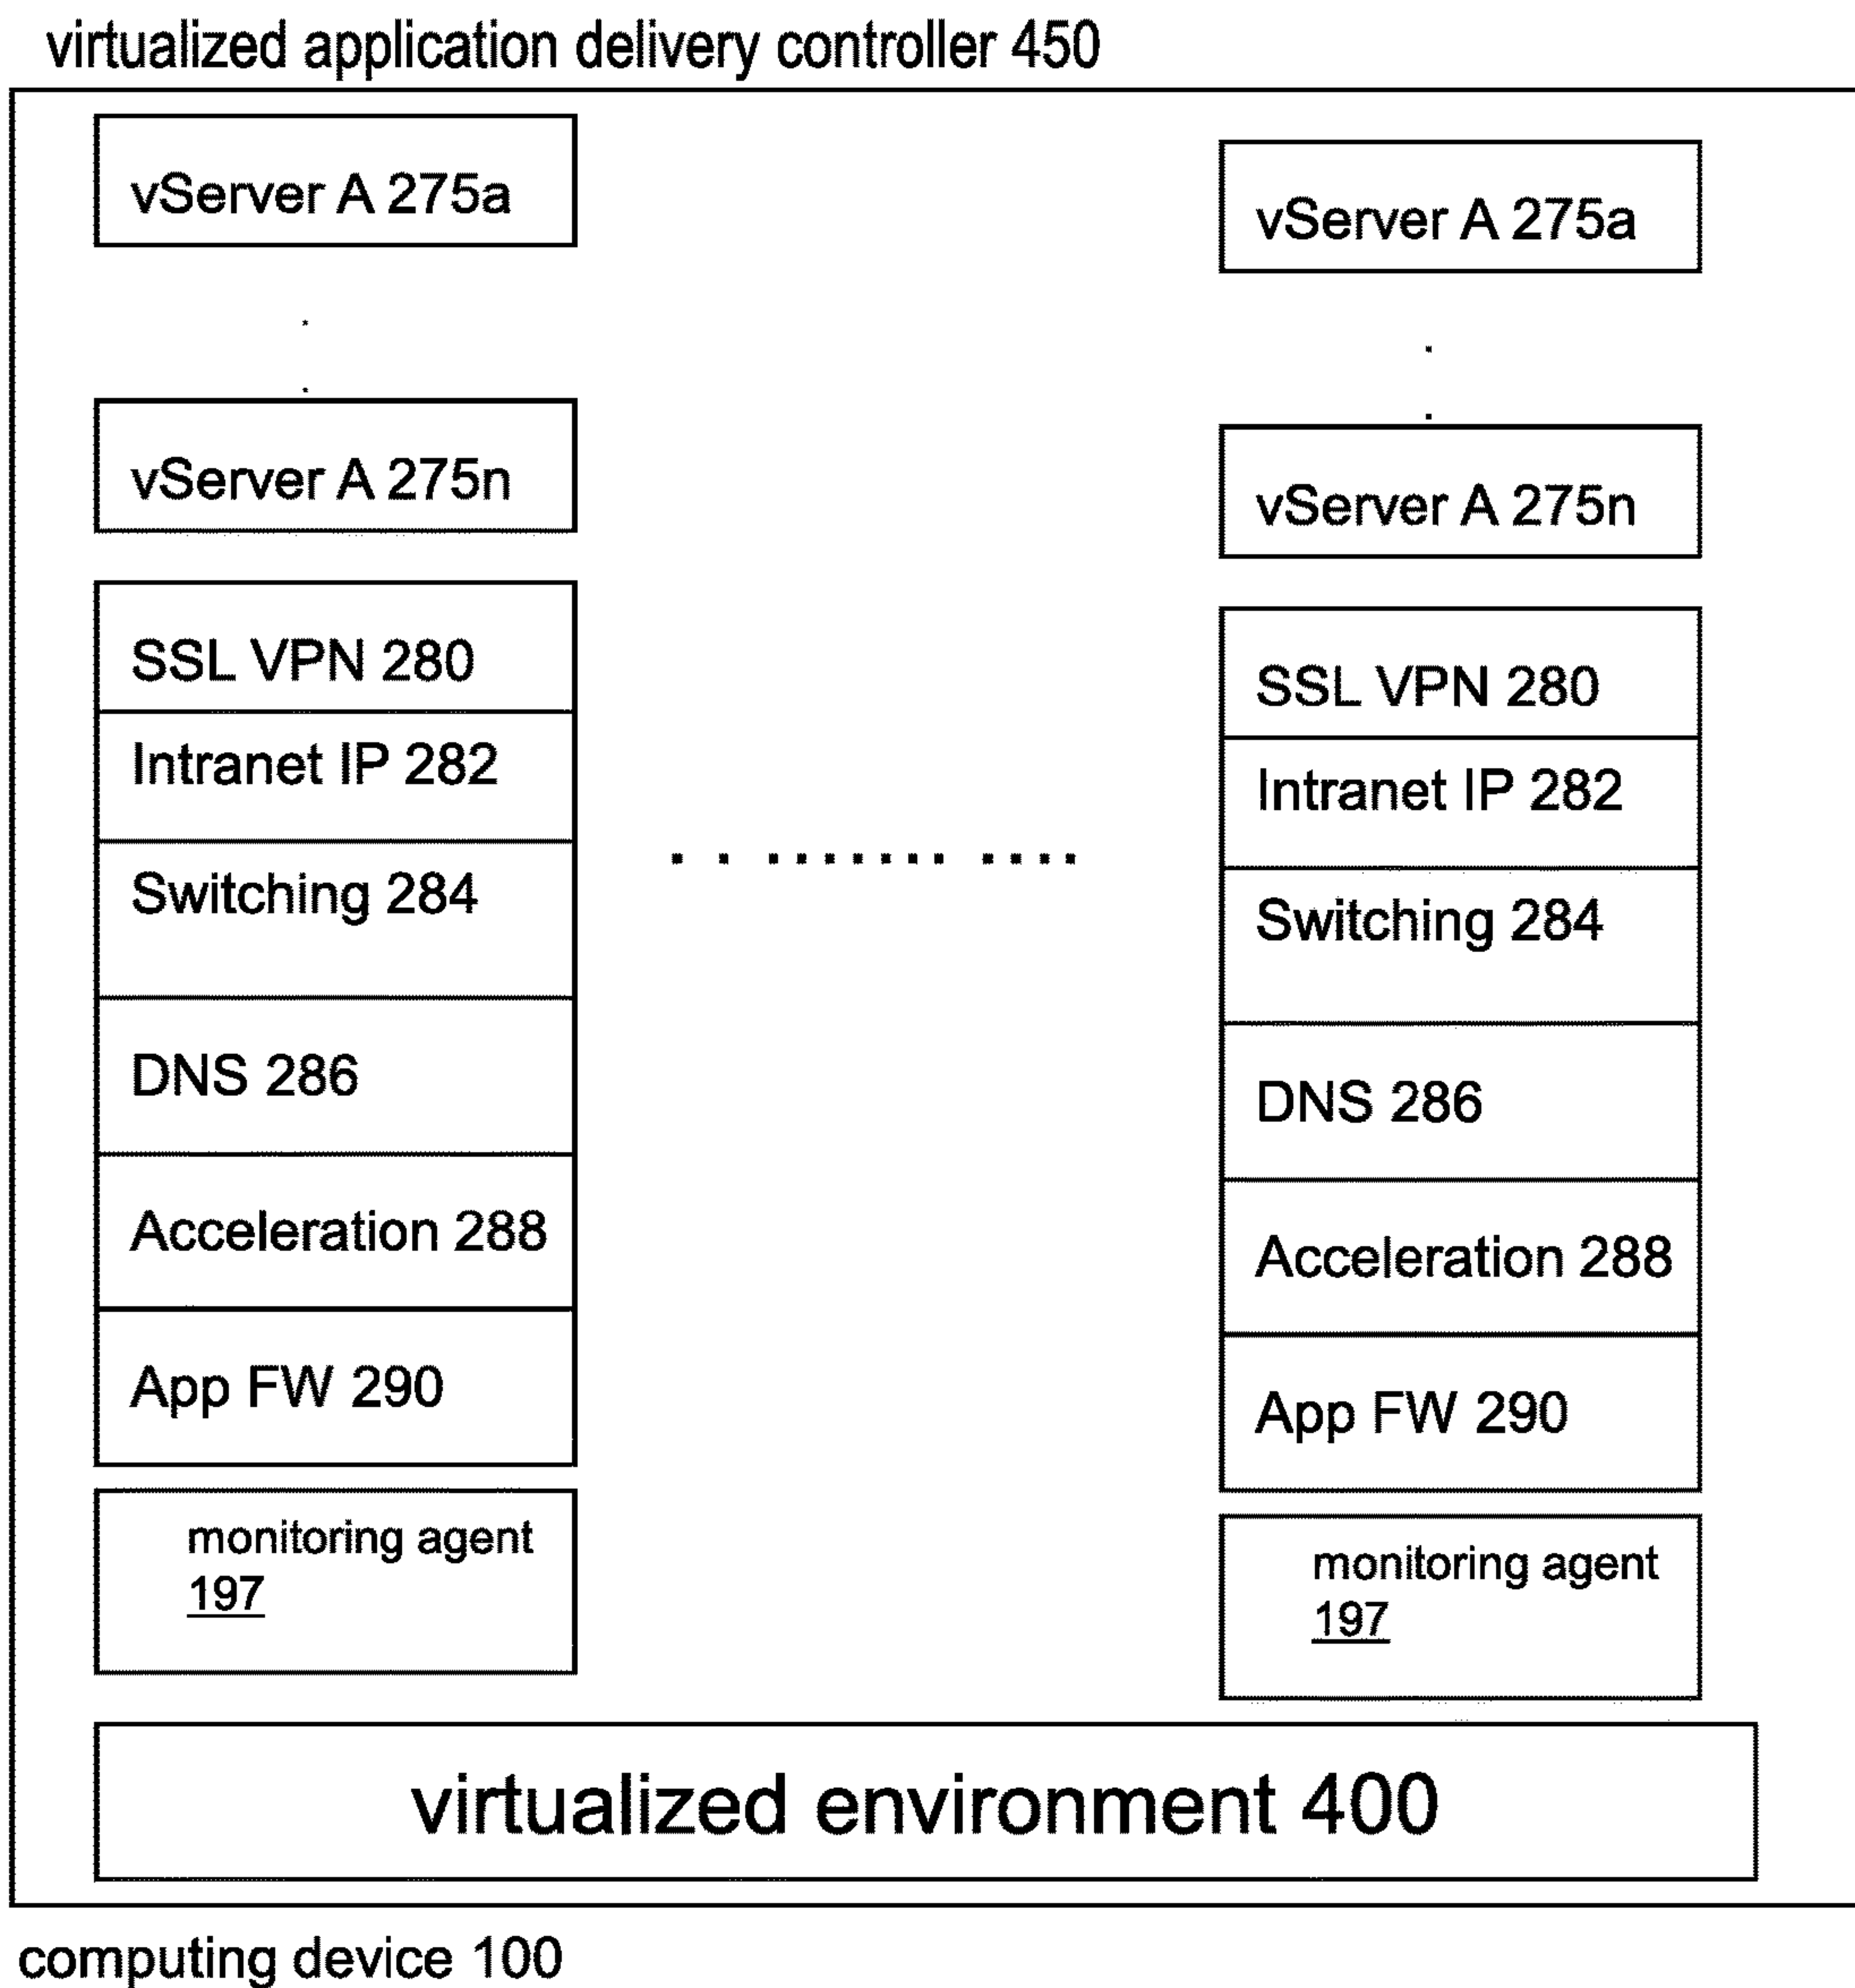 virtualized application delivery controller 450
vServer A 275a
vServer A 275n
SSL VPN 280
Intranet IP 282
Switching 284
DNS 286
Acceleration 288
App FW 290
monitoring agent
197
vServer A 275a
vServer A 275n
SSL VPN 280
Intranet IP 282
Switching 284
DNS 286
Acceleration 288
App FW 290
monitoring agent
197
virtualized environment 400
computing device 100